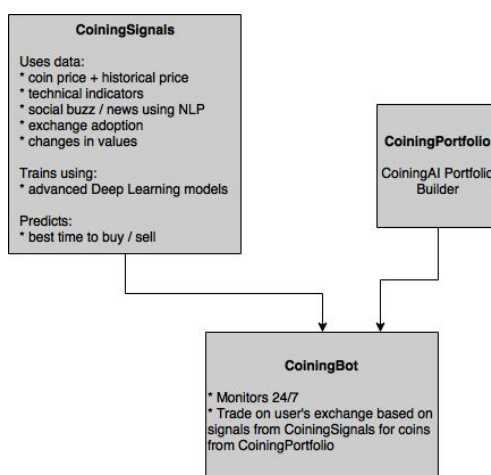 CoiningSignals
Uses data:
* coin price + historical price
* technical indicators
* social buzz / news using NLP
* exchange adoption
* changes in values
Trains using:
* advanced Deep Learning models
Predicts:
* best time to buy / sell
CoiningPortfolio
CoiningAI Portfolio
Builder
CoiningBot
* Monitors 24/7
* Trade on user's exchange based on
signals from CoiningSignals for coins
from CoiningPortfolio